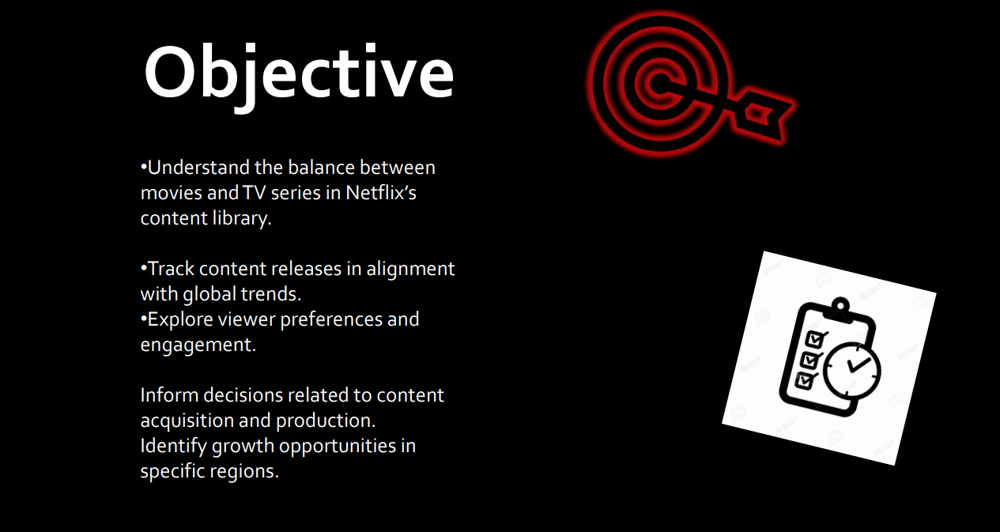 Objective
•Understand the balance between
movies and TV series in Netflix’s
content library.
•Track content releases in alignment
with global trends.
•Explore viewer preferences and
engagement.
Inform decisions related to content
acquisition and production.
Identify growth opportunities in
specific regions.